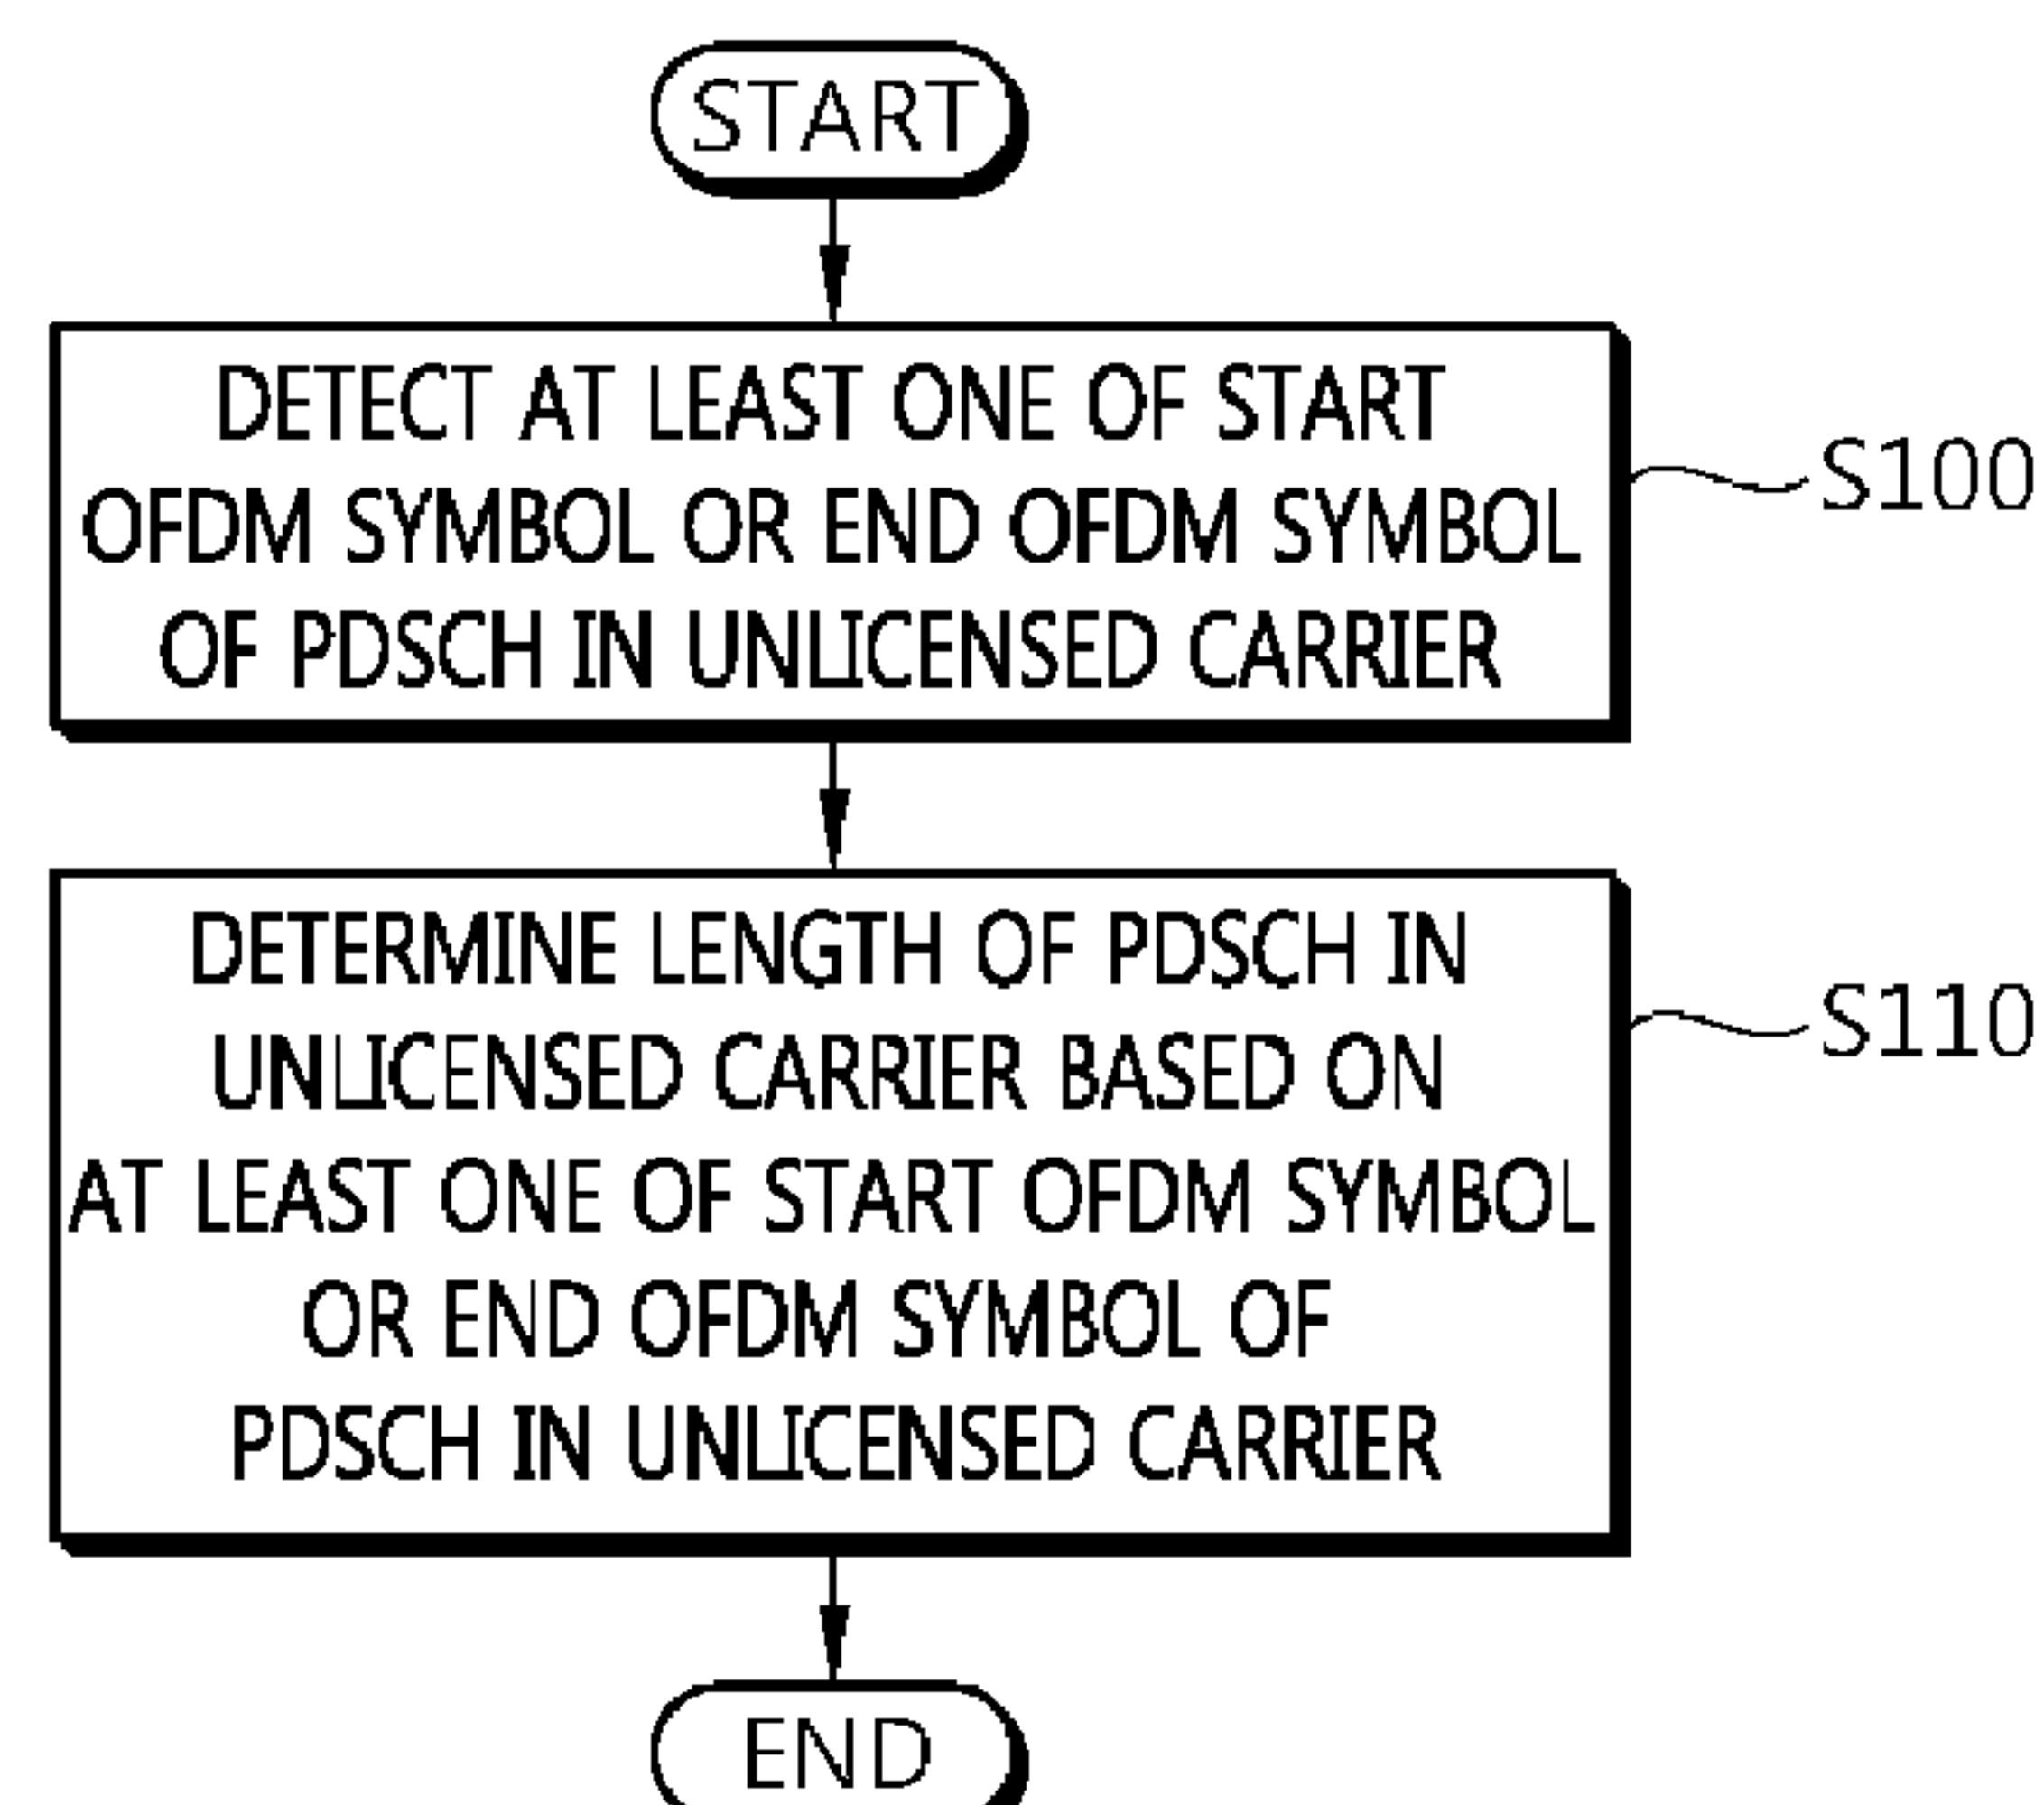 START
DETECT AT LEAST ONE OF START
OFDM SYMBOL OR END OFDM SYMBOL
OF PDSCH IN UNLICENSED CARRIER
S100
DETERMINE LENGTH OF PDSCH IN
UNLICENSED CARRIER BASED ON
AT LEAST ONE OF START OFDM SYMBOL
OR END OFDM SYMBOL OF
PDSCH IN UNLICENSED CARRIER
S110
END